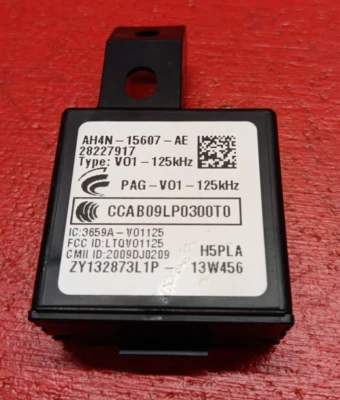 AH4N-15607-AE
28227917
Type: V01-125kHz
PAG-V01-125kHz
CCAB09LP0300T0
IC:3659A-V01125
FCC ID:LTQV01125
CMII ID:2009DJ0209 H5PLA
ZY132873L1P - 13W456